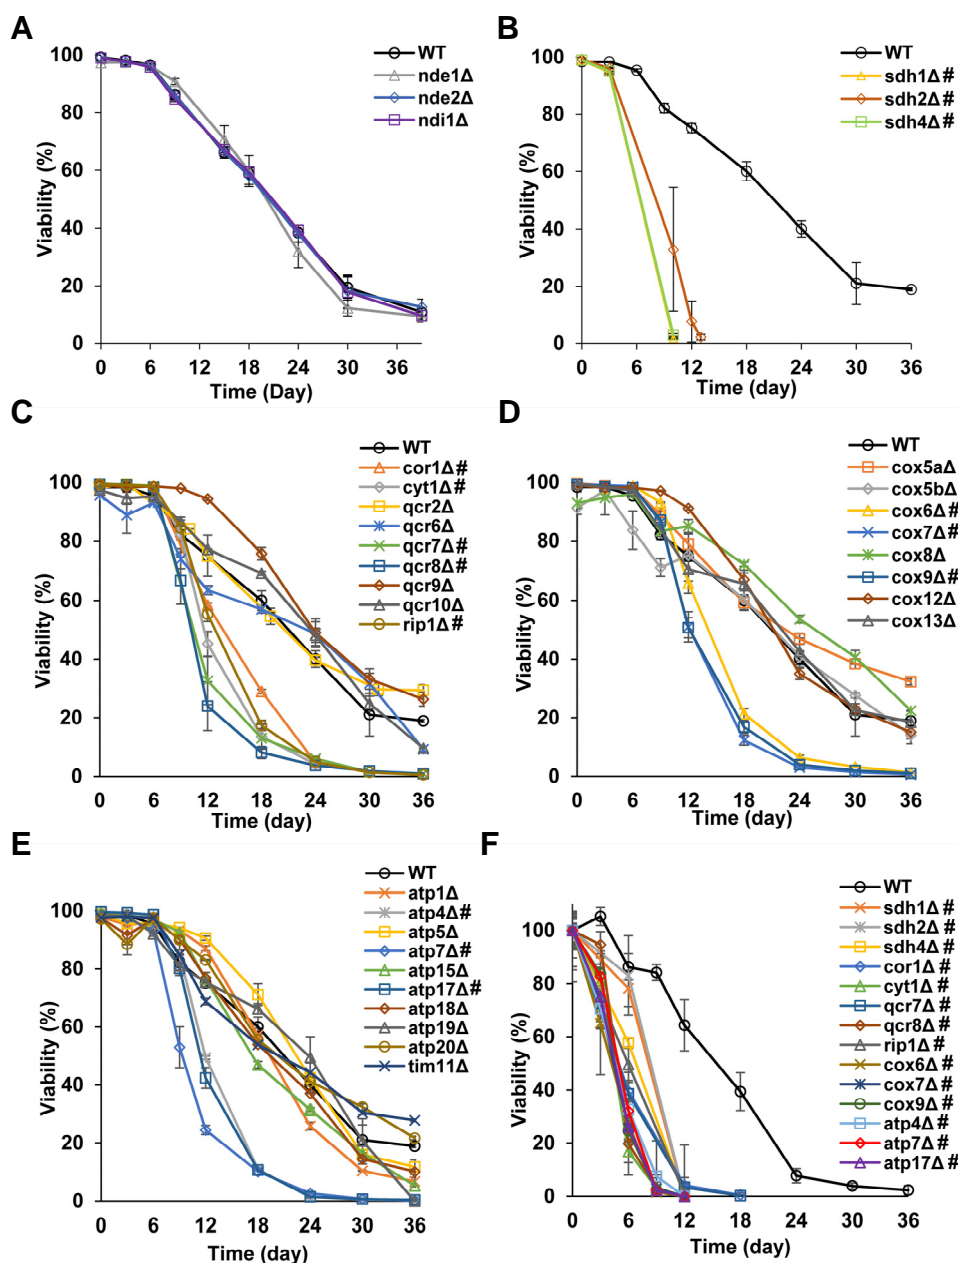 A
WT
nde1Δ
nde2Δ
ndi1Δ
Viability (%)
100
80
60
40
20
0
0 6 12 18 24 30 36
Time (Day)
B
WT
sdh1Δ#
sdh2Δ#
sdh4Δ#
Viability (%)
100
80
60
40
20
0
0 6 12 18 24 30 36
Time (day)
C
WT
cor1Δ#
cyt1Δ#
qcr2Δ
qcr6Δ
qcr7Δ#
qcr8Δ#
qcr9Δ
qcr10Δ
rip1Δ#
Viability (%)
100
80
60
40
20
0
0 6 12 18 24 30 36
Time (day)
D
WT
cox5aΔ
cox5bΔ
cox6Δ#
cox7Δ#
cox8Δ
cox9Δ#
cox12Δ
cox13Δ
Viability (%)
100
80
60
40
20
0
0 6 12 18 24 30 36
Time (day)
E
WT
atp1Δ
atp4Δ#
atp5Δ
atp7Δ#
atp15Δ
atp17Δ#
atp18Δ
atp19Δ
atp20Δ
tim11Δ
Viability (%)
100
80
60
40
20
0
0 6 12 18 24 30 36
Time (day)
F
WT
sdh1Δ#
sdh2Δ#
sdh4Δ#
cor1Δ#
cyt1Δ#
qcr7Δ#
qcr8Δ#
rip1Δ#
cox6Δ#
cox7Δ#
cox9Δ#
atp4Δ#
atp7Δ#
atp17Δ#
Viability (%)
100
80
60
40
20
0
0 6 12 18 24 30 36
Time (day)